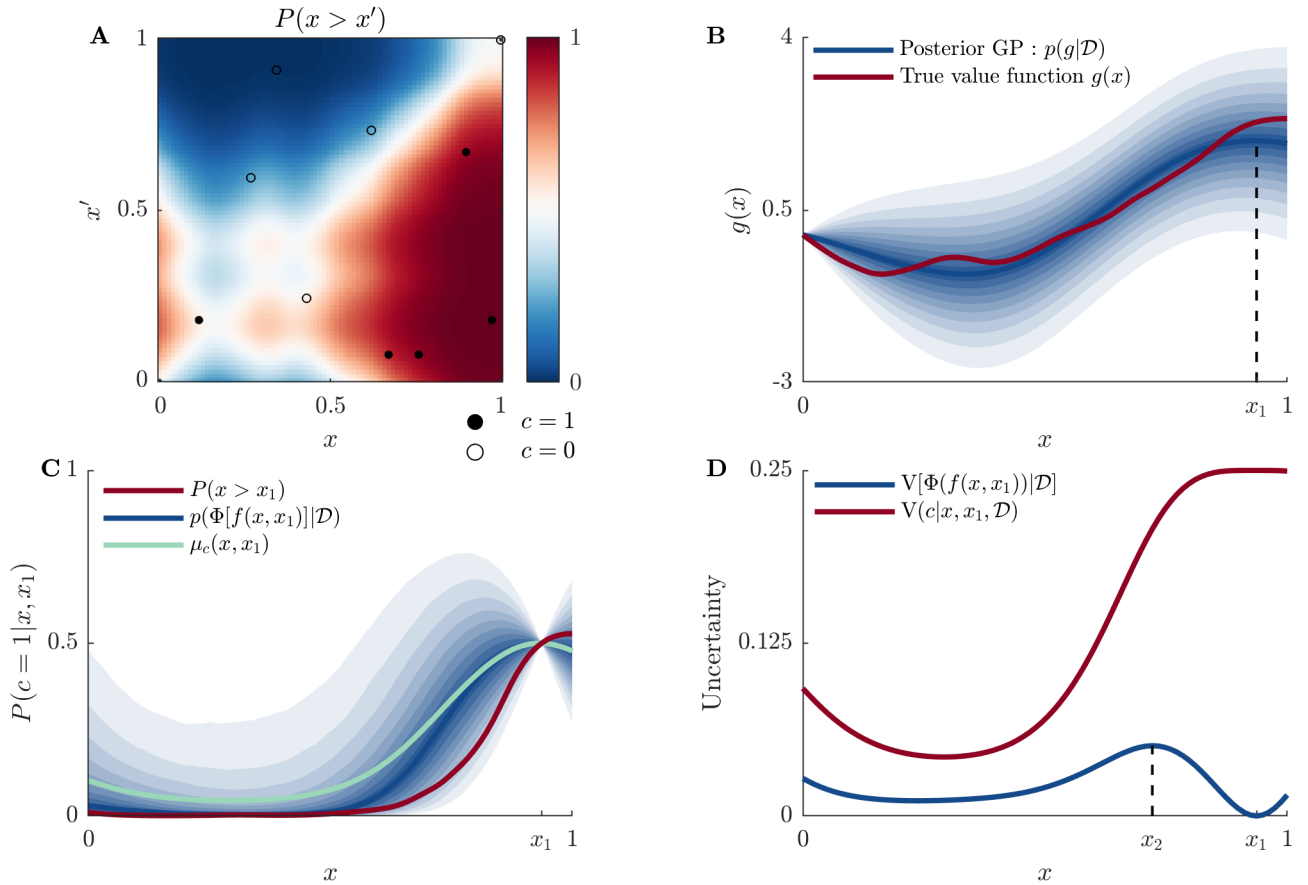 A
P(x > x′)
1
0.5
0
x′
0
0.5
1
x
1
0
c = 1
c = 0
B
4
0.5
-3
g(x)
Posterior GP : p(g|𝒟)
True value function g(x)
0
x₁
1
x
C
1
0.5
0
P(c = 1|x, x₁)
P(x > x₁)
p(Φ[f(x, x₁)]|𝒟)
μ_c(x, x₁)
0
x₁
1
x
D
0.25
0.125
0
Uncertainty
V[Φ(f(x, x₁))|𝒟]
V(c|x, x₁, 𝒟)
0
x₂
x₁
1
x